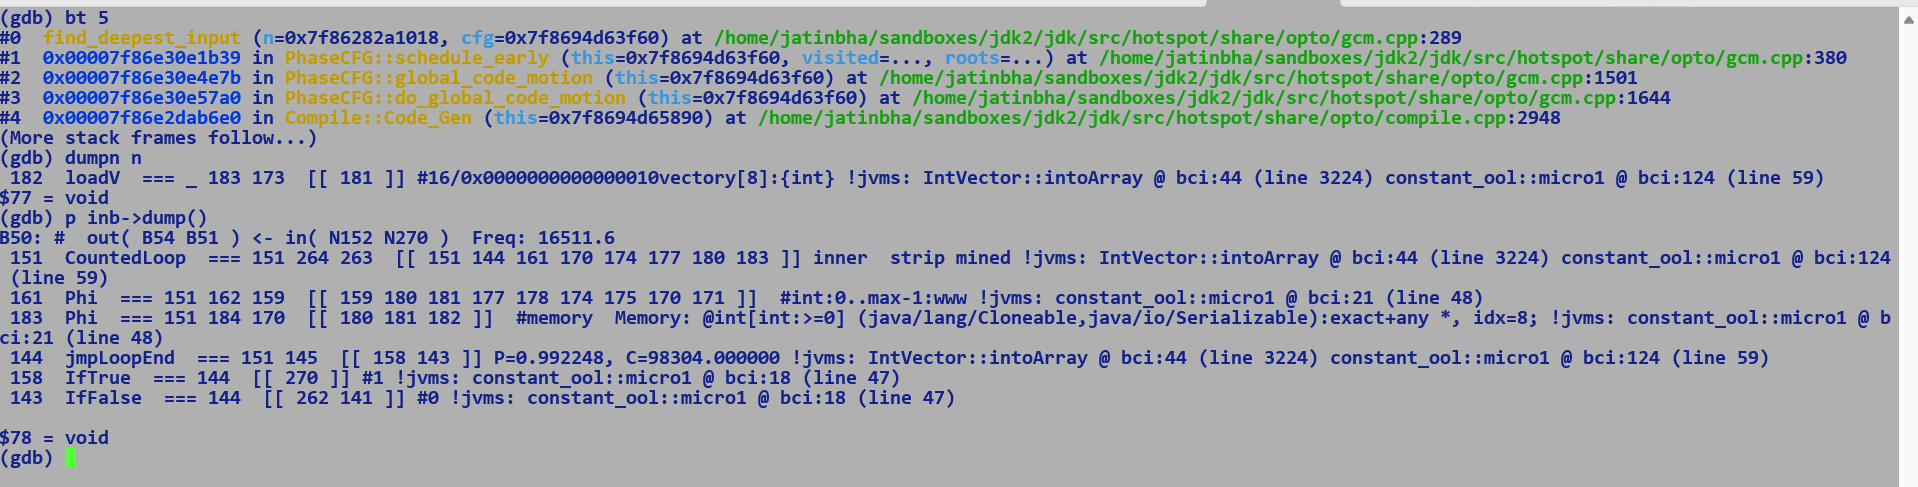 (gdb) bt 5
#0  find_deepest_input (n=0x7f86282a1018, cfg=0x7f8694d63f60) at /home/jatinbha/sandboxes/jdk2/jdk/src/hotspot/share/opto/gcm.cpp:289
#1  0x00007f86e30e1b39 in PhaseCFG::schedule_early (this=0x7f8694d63f60, visited=..., roots=...) at /home/jatinbha/sandboxes/jdk2/jdk/src/hotspot/share/opto/gcm.cpp:380
#2  0x00007f86e30e4e7b in PhaseCFG::global_code_motion (this=0x7f8694d63f60) at /home/jatinbha/sandboxes/jdk2/jdk/src/hotspot/share/opto/gcm.cpp:1501
#3  0x00007f86e30e57a0 in PhaseCFG::do_global_code_motion (this=0x7f8694d63f60) at /home/jatinbha/sandboxes/jdk2/jdk/src/hotspot/share/opto/gcm.cpp:1644
#4  0x00007f86e2dab6e0 in Compile::Code_Gen (this=0x7f8694d65890) at /home/jatinbha/sandboxes/jdk2/jdk/src/hotspot/share/opto/compile.cpp:2948
(More stack frames follow...)
(gdb) dumpn n
 182  loadV  === _ 183 173  [[ 181 ]] #16/0x0000000000000010vectory[8]:{int} !jvms: IntVector::intoArray @ bci:44 (line 3224) constant_ool::micro1 @ bci:124 (line 59)
$77 = void
(gdb) p inb->dump()
B50: #  out( B54 B51 ) <- in( N152 N270 )  Freq: 16511.6
 151  CountedLoop  === 151 264 263  [[ 151 144 161 170 174 177 180 183 ]] inner  strip mined !jvms: IntVector::intoArray @ bci:44 (line 3224) constant_ool::micro1 @ bci:124
 (line 59)
 161  Phi  === 151 162 159  [[ 159 180 181 177 178 174 175 170 171 ]]  #int:0..max-1:www !jvms: constant_ool::micro1 @ bci:21 (line 48)
 183  Phi  === 151 184 170  [[ 180 181 182 ]]  #memory  Memory: @int[int:>=0] (java/lang/Cloneable,java/io/Serializable):exact+any *, idx=8; !jvms: constant_ool::micro1 @ b
ci:21 (line 48)
 144  jmpLoopEnd  === 151 145  [[ 158 143 ]] P=0.992248, C=98304.000000 !jvms: IntVector::intoArray @ bci:44 (line 3224) constant_ool::micro1 @ bci:124 (line 59)
 158  IfTrue  === 144  [[ 270 ]] #1 !jvms: constant_ool::micro1 @ bci:18 (line 47)
 143  IfFalse  === 144  [[ 262 141 ]] #0 !jvms: constant_ool::micro1 @ bci:18 (line 47)
$78 = void
(gdb)